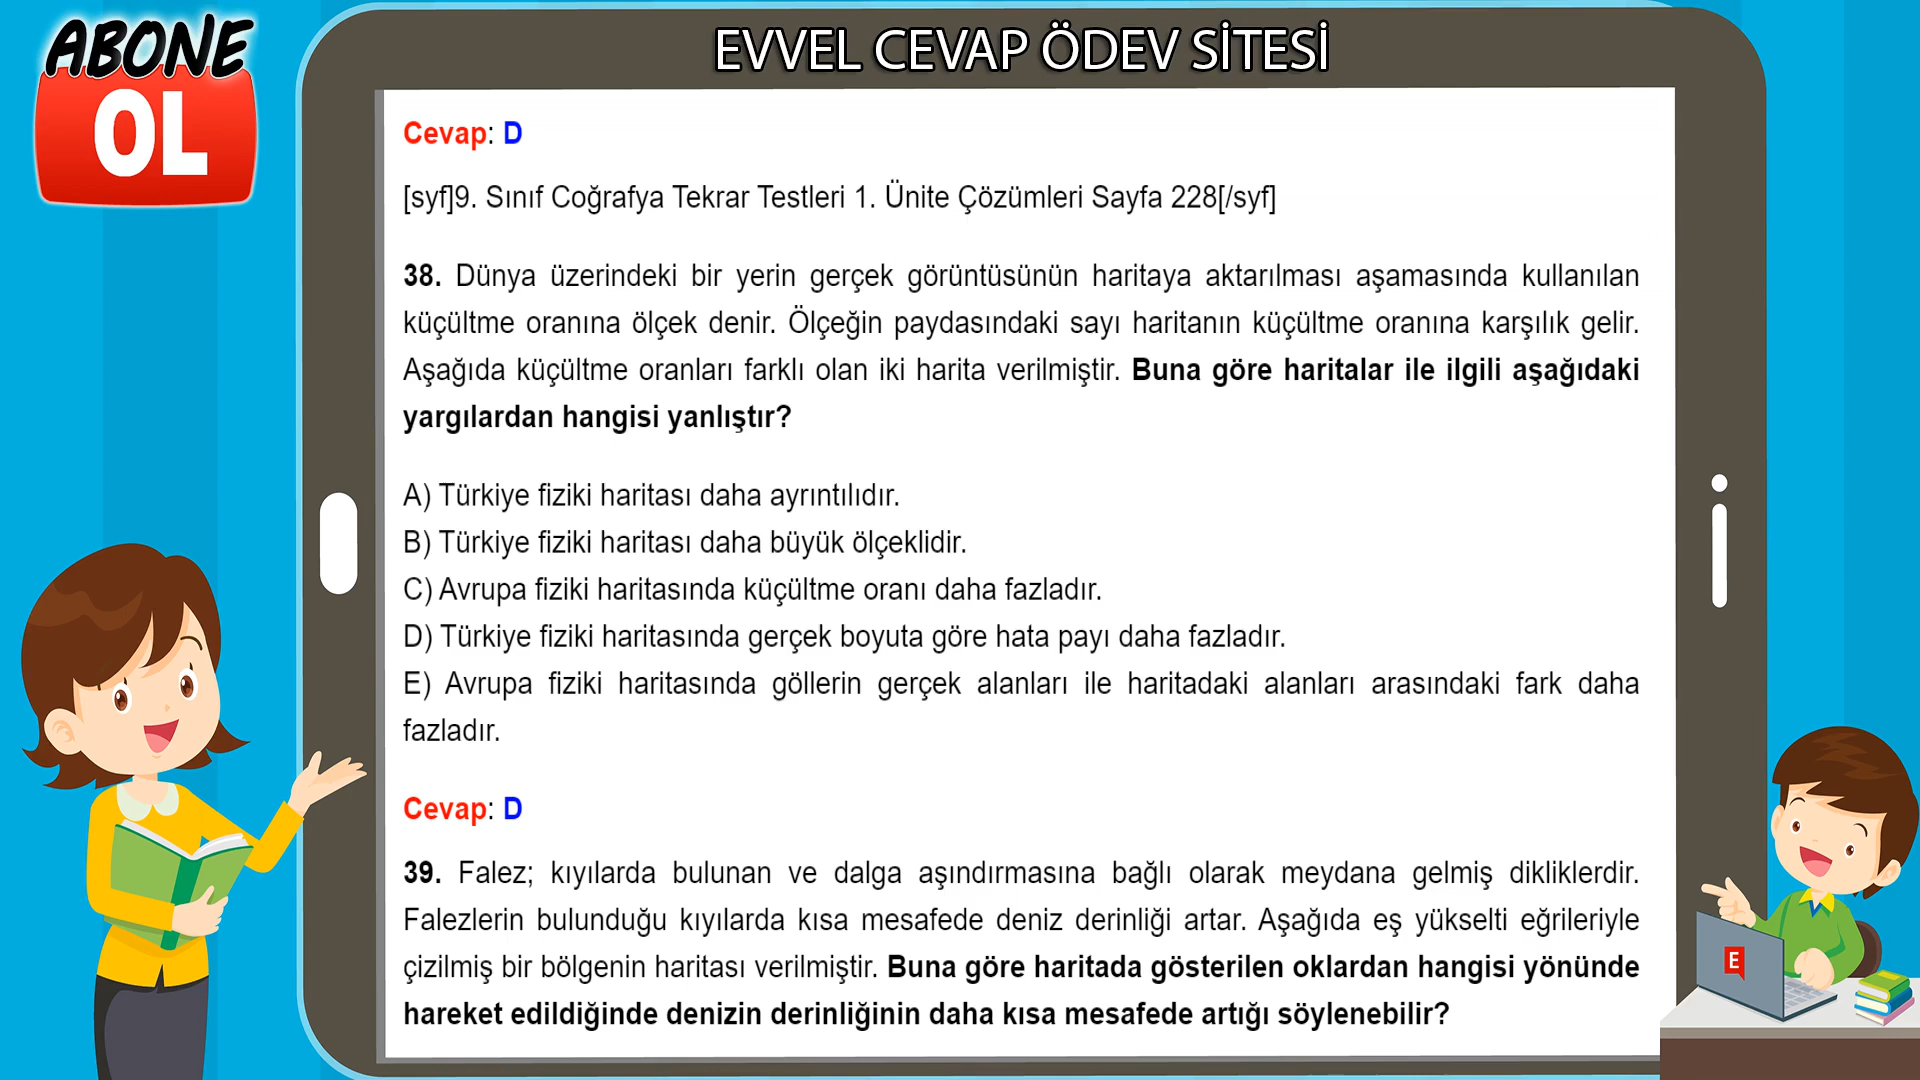 ABONE
OL
EVVEL CEVAP ÖDEV SİTESİ
Cevap: D
[syf]9. Sınıf Coğrafya Tekrar Testleri 1. Ünite Çözümleri Sayfa 228[/syf]
38. Dünya üzerindeki bir yerin gerçek görüntüsünün haritaya aktarılması aşamasında kullanılan
küçültme oranına ölçek denir. Ölçeğin paydasındaki sayı haritanın küçültme oranına karşılık gelir.
Aşağıda küçültme oranları farklı olan iki harita verilmiştir. Buna göre haritalar ile ilgili aşağıdaki
yargılardan hangisi yanlıştır?
A) Türkiye fiziki haritası daha ayrıntılıdır.
B) Türkiye fiziki haritası daha büyük ölçeklidir.
C) Avrupa fiziki haritasında küçültme oranı daha fazladır.
D) Türkiye fiziki haritasında gerçek boyuta göre hata payı daha fazladır.
E) Avrupa fiziki haritasında göllerin gerçek alanları ile haritadaki alanları arasındaki fark daha
fazladır.
Cevap: D
39. Falez; kıyılarda bulunan ve dalga aşındırmasına bağlı olarak meydana gelmiş dikliklerdir.
Falezlerin bulunduğu kıyılarda kısa mesafede deniz derinliği artar. Aşağıda eş yükselti eğrileriyle
çizilmiş bir bölgenin haritası verilmiştir. Buna göre haritada gösterilen oklardan hangisi yönünde
hareket edildiğinde denizin derinliğinin daha kısa mesafede artığı söylenebilir?
E